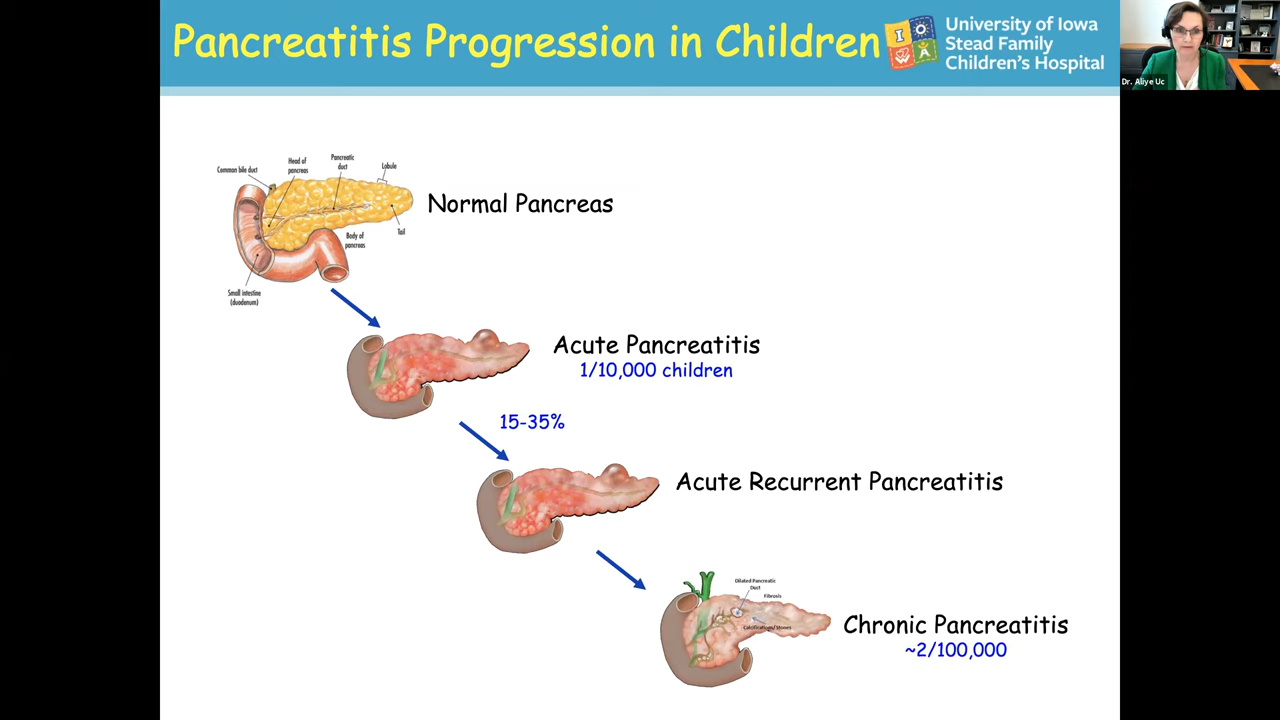 Pancreatitis Progression in Children
University of Iowa
Stead Family
Children's Hospital
I
W
A
Dr. Aliye Uc
Common bile duct
Head of
pancreas
Pancreatic
duct
Lobule
Normal Pancreas
Tail
Body of
pancreas
Small intestine
(duodenum)
Acute Pancreatitis
1/10,000 children
15-35%
Acute Recurrent Pancreatitis
Dilated Pancreatic
Duct
Fibrosis
Calcifications/Stones
Chronic Pancreatitis
~2/100,000